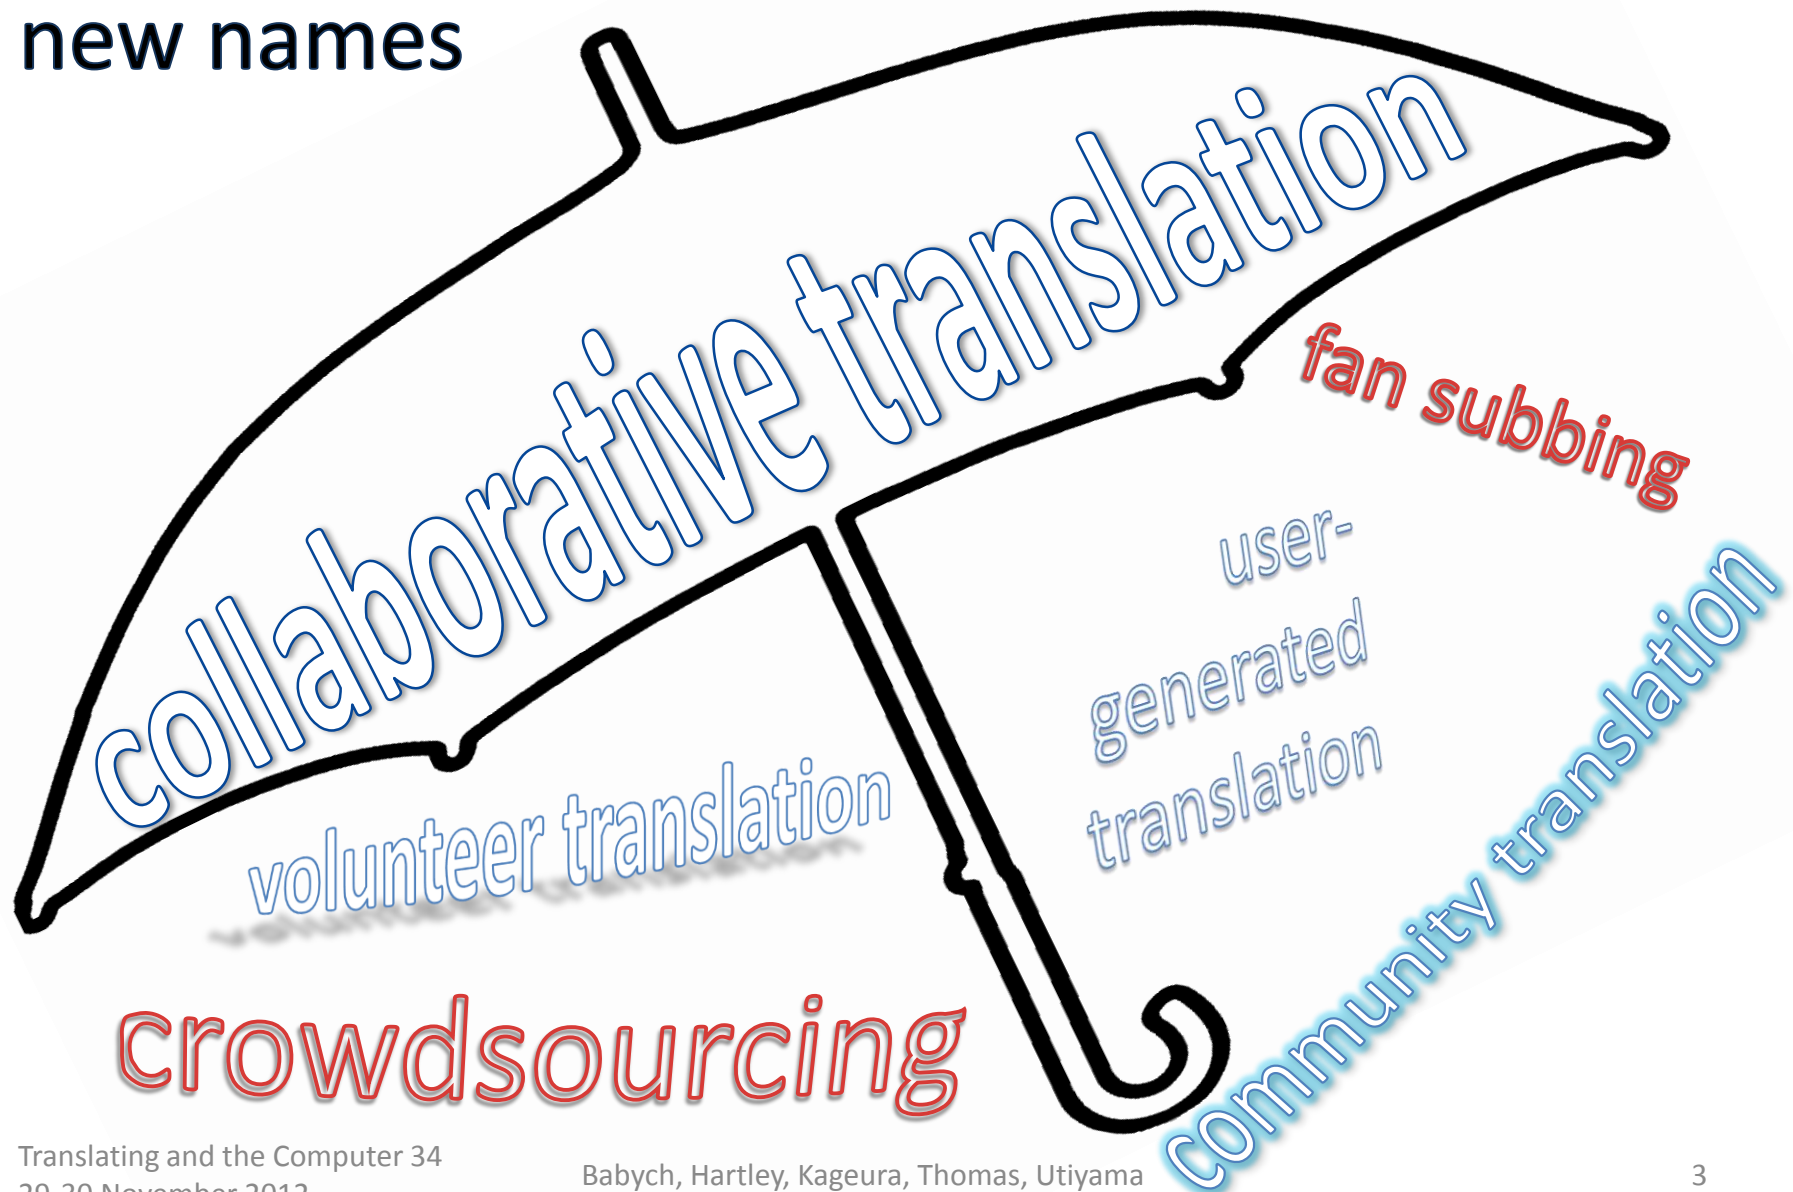 new names
collaborative translation
fan subbing
user-
generated
translation
volunteer translation
community translation
crowdsourcing
Translating and the Computer 34
Babych, Hartley, Kageura, Thomas, Utiyama
3